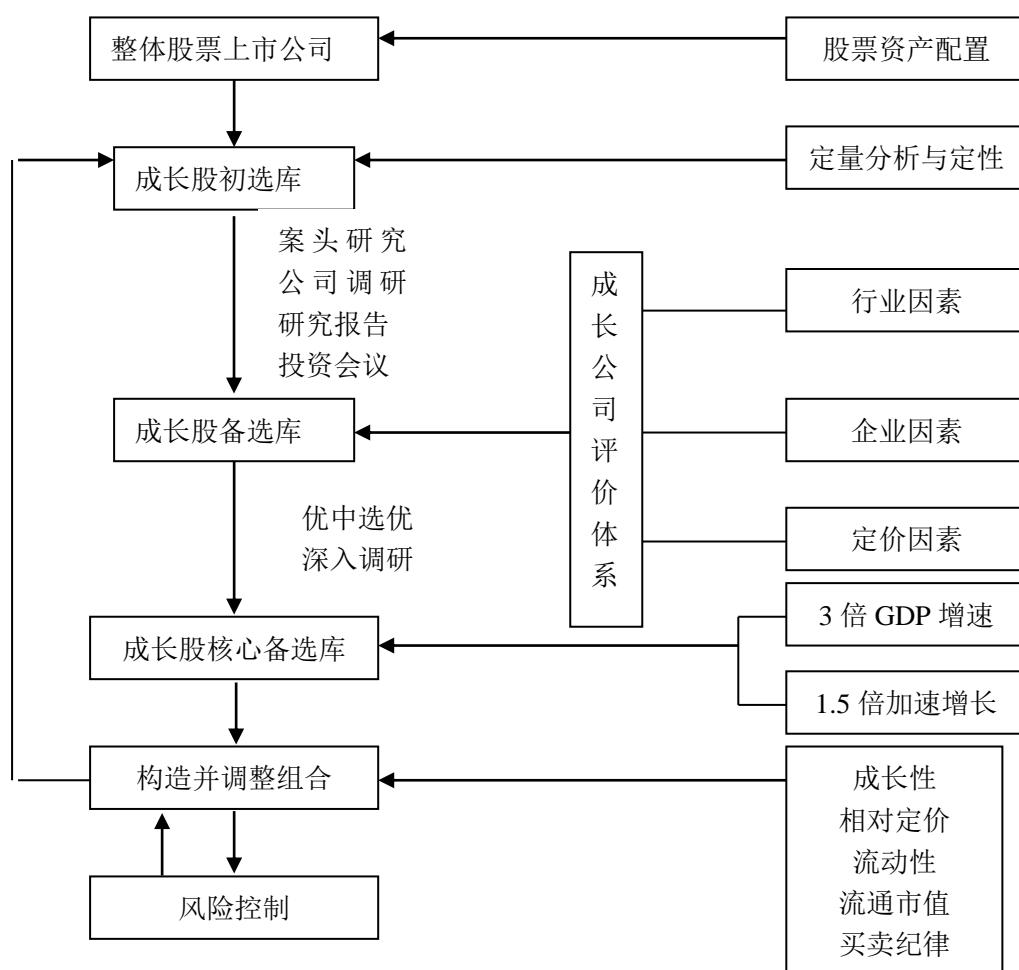 整体股票上市公司
股票资产配置
成长股初选库
定量分析与定性
案头研究
公司调研
研究报告
投资会议
成长公司评价体系
行业因素
成长股备选库
企业因素
优中选优
深入调研
定价因素
3 倍 GDP 增速
成长股核心备选库
1.5 倍加速增长
构造并调整组合
成长性
相对定价
流动性
流通市值
买卖纪律
风险控制